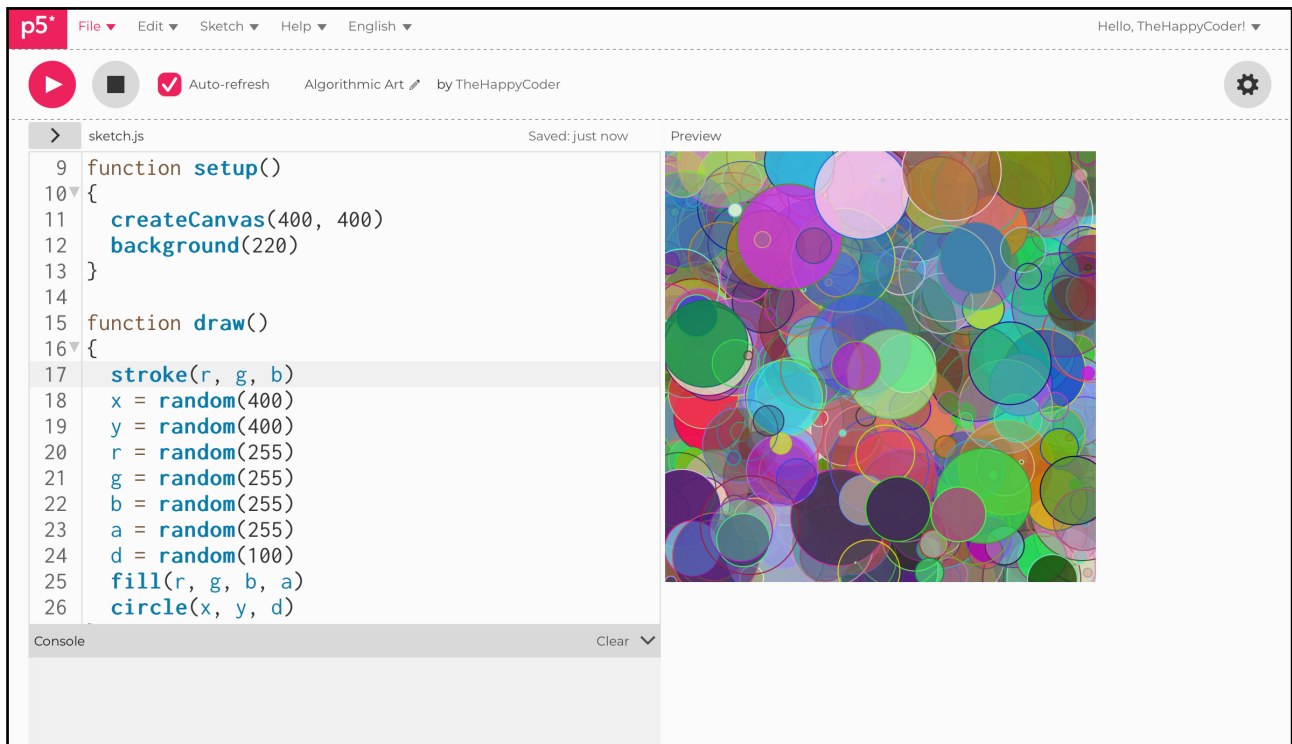 p5* File Edit Sketch Help English Hello, TheHappyCoder!
Auto-refresh Algorithmic Art by TheHappyCoder
sketch.js Saved: just now Preview
9 function setup()
10 {
11 createCanvas(400, 400)
12 background(220)
13 }
14
15 function draw()
16 {
17 stroke(r, g, b)
18 x = random(400)
19 y = random(400)
20 r = random(255)
21 g = random(255)
22 b = random(255)
23 a = random(255)
24 d = random(100)
25 fill(r, g, b, a)
26 circle(x, y, d)
Console Clear